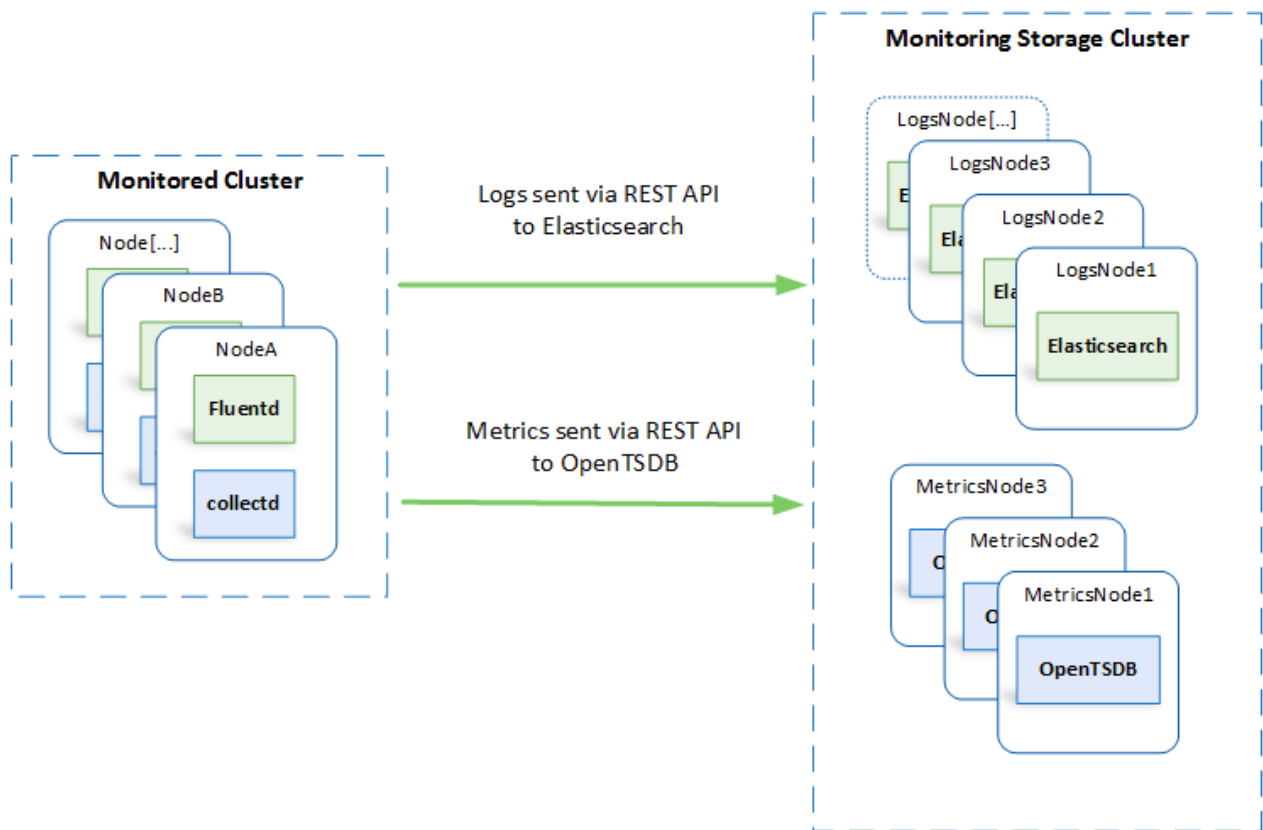 Monitoring Storage Cluster
LogsNode[...]
LogsNode3
LogsNode2
LogsNode1
Elasticsearch
Monitored Cluster
Node[...]
NodeB
NodeA
Fluentd
collectd
Logs sent via REST API
to Elasticsearch
Metrics sent via REST API
to OpenTSDB
MetricsNode3
MetricsNode2
MetricsNode1
OpenTSDB